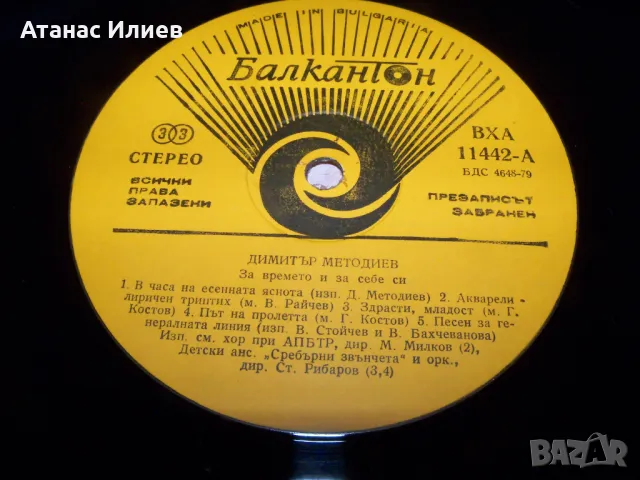 Атанас Илиев
MADE IN BULGARIA
Балкантон
33
СТЕРЕО
ВСИЧКИ
ПРАВА
ЗАПАЗЕНИ
ВХА
11442-А
БДС 4648-79
ПРЕЗАПИСЪТ
ЗАБРАНЕН
ДИМИТЪР МЕТОДИЕВ
За времето и за себе си
1. В часа на есенната яснота (изп. Д. Методиев) 2. Акварели -
лиричен триптих (м. В. Райчев) 3. Здрасти, младост (м. Г.
Костов) 4. Път на пролетта (м. Г. Костов) 5. Песен за ге-
нералната линия (изп. В. Стойчев и В. Бахчеванова)
Изп. см. хор при АПБТР, дир. М. Милков (2),
Детски анс. „Сребърни звънчета" и орк.,
дир. Ст. Рибаров (3,4)
BAZAR